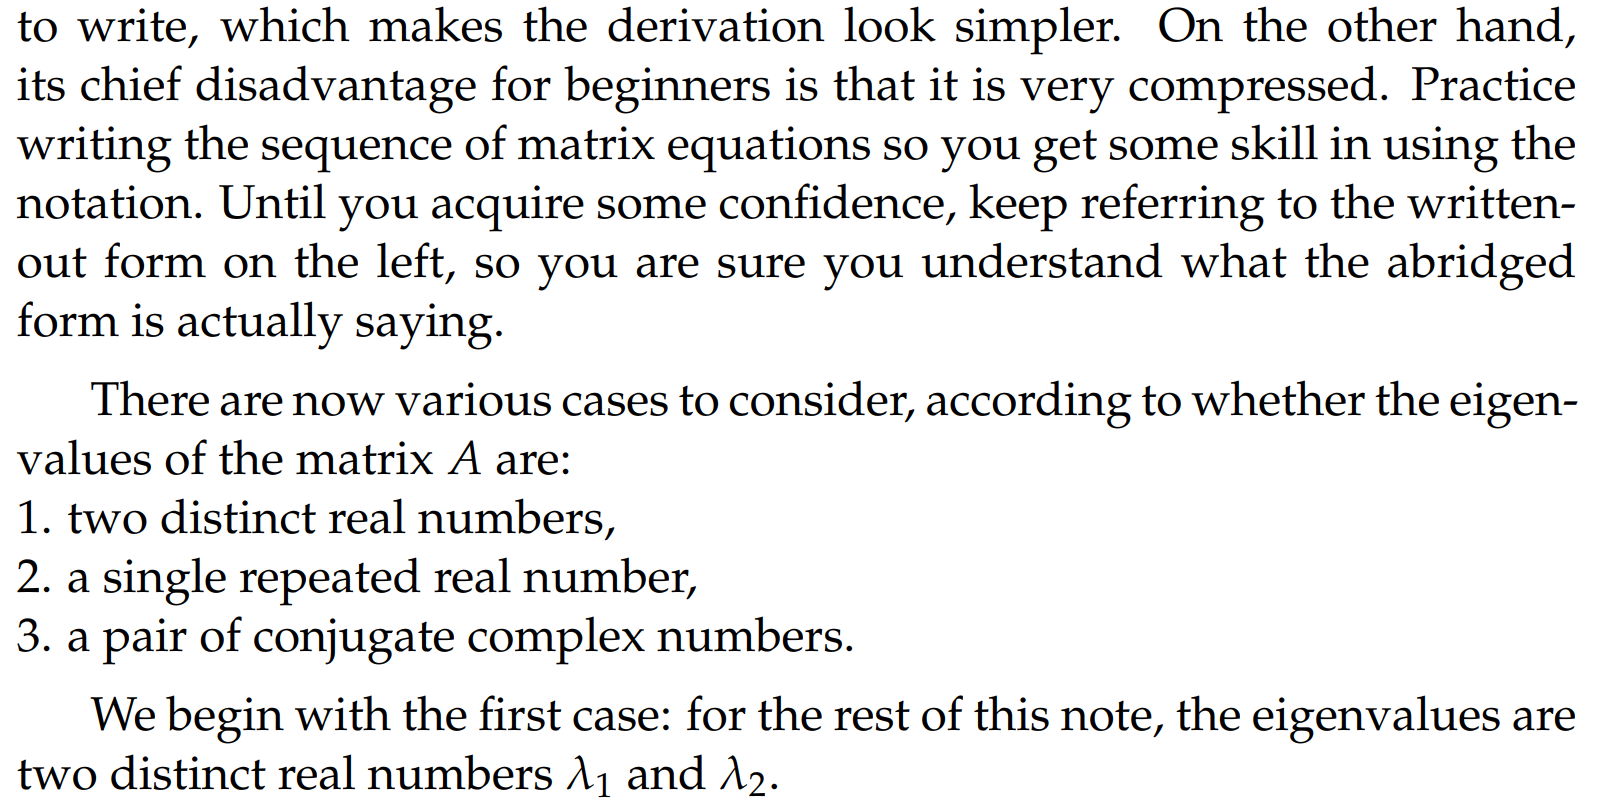 to write, which makes the derivation look simpler. On the other hand,
its chief disadvantage for beginners is that it is very compressed. Practice
writing the sequence of matrix equations so you get some skill in using the
notation. Until you acquire some confidence, keep referring to the written-
out form on the left, so you are sure you understand what the abridged
form is actually saying.
There are now various cases to consider, according to whether the eigen-
values of the matrix A are:
1. two distinct real numbers,
2. a single repeated real number,
3. a pair of conjugate complex numbers.
We begin with the first case: for the rest of this note, the eigenvalues are
two distinct real numbers λ₁ and λ₂.